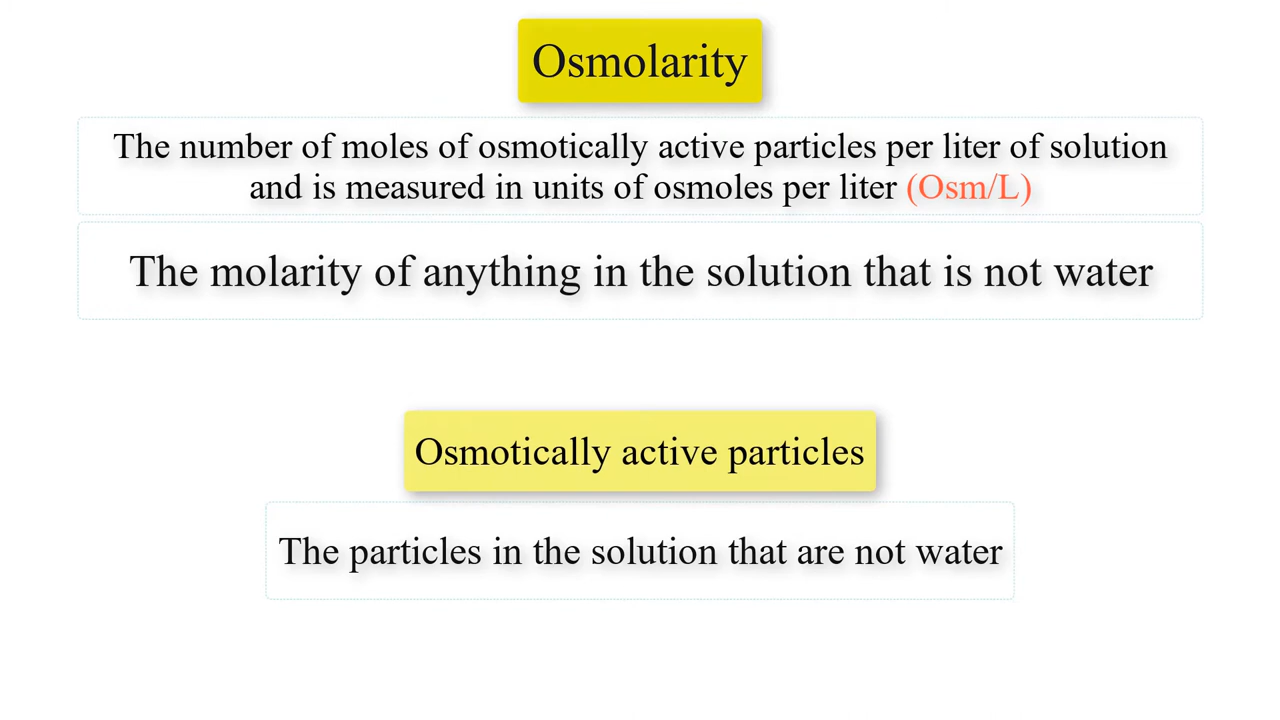 Osmolarity
The number of moles of osmotically active particles per liter of solution
and is measured in units of osmoles per liter (Osm/L)
The molarity of anything in the solution that is not water
Osmotically active particles
The particles in the solution that are not water